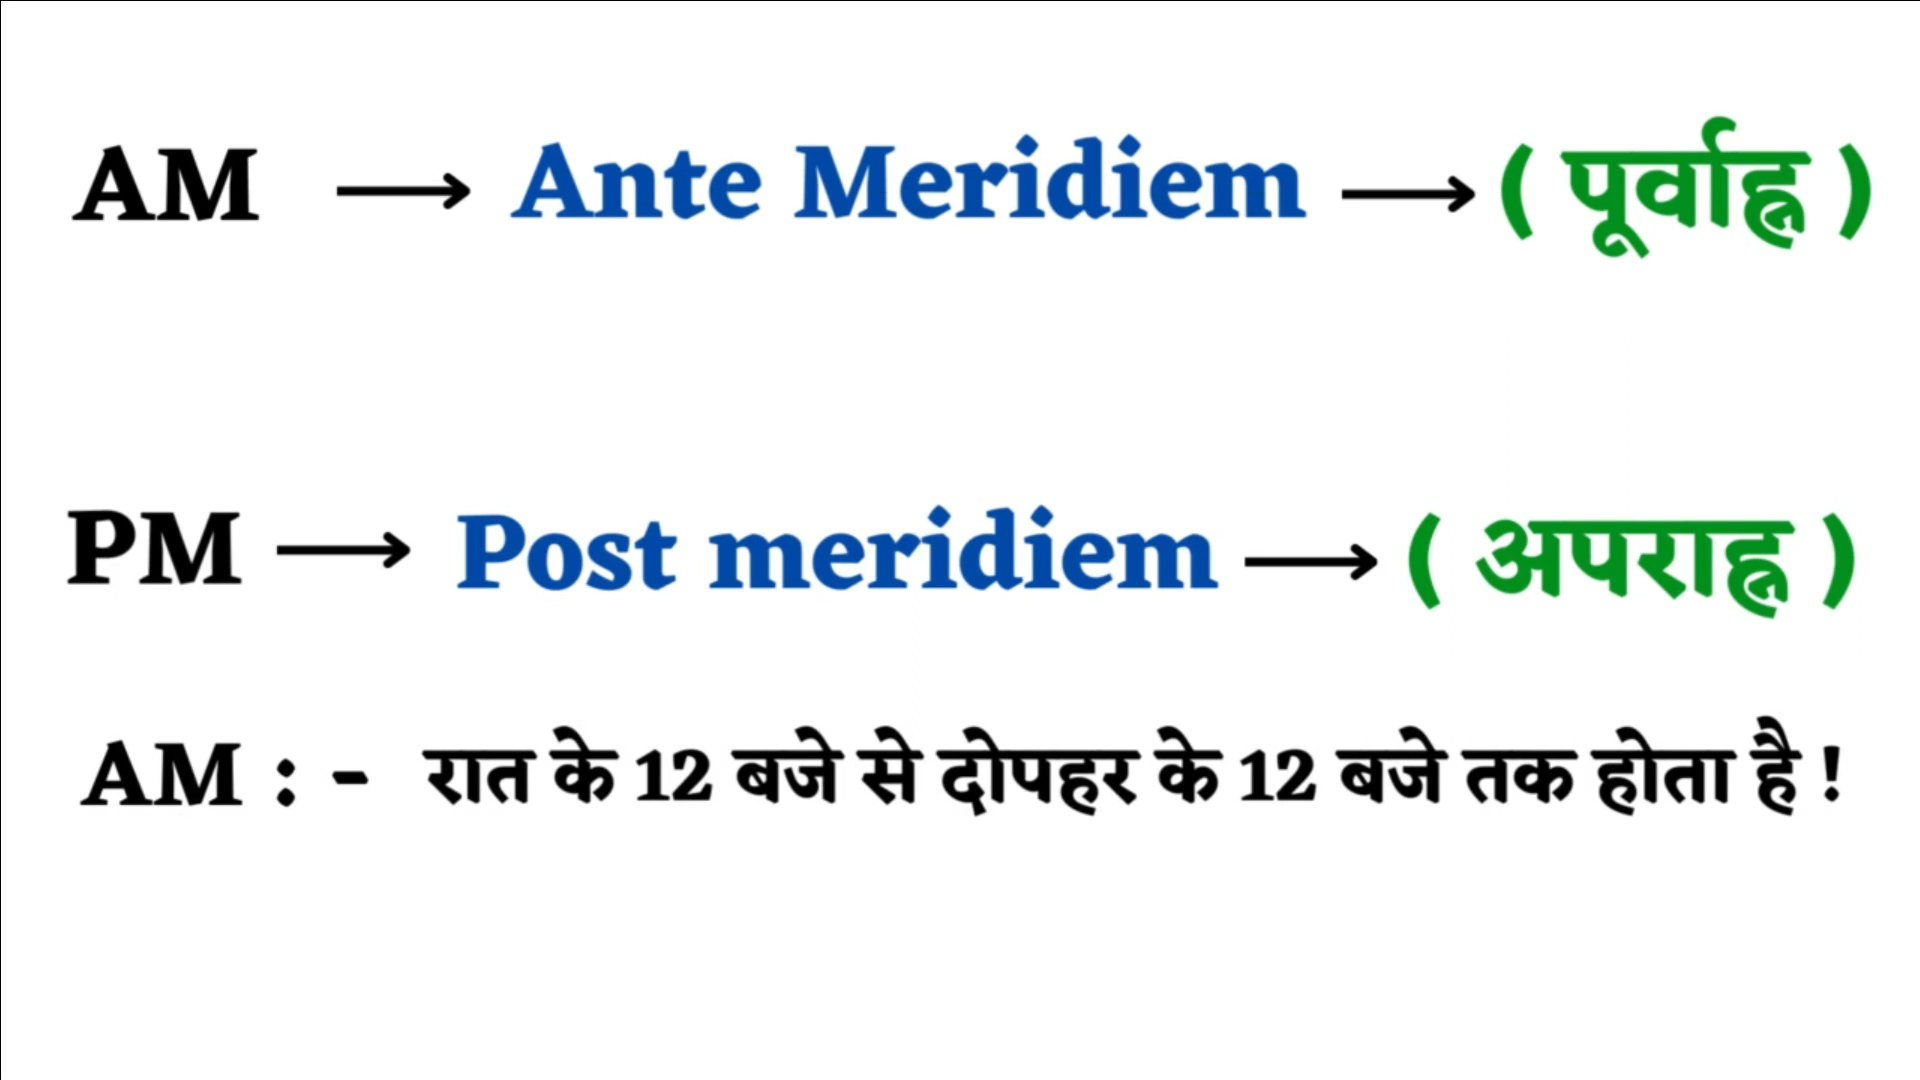 AM → Ante Meridiem → ( पूर्वाह्न )
PM → Post meridiem → ( अपराह्न )
AM : - रात के 12 बजे से दोपहर के 12 बजे तक होता है !